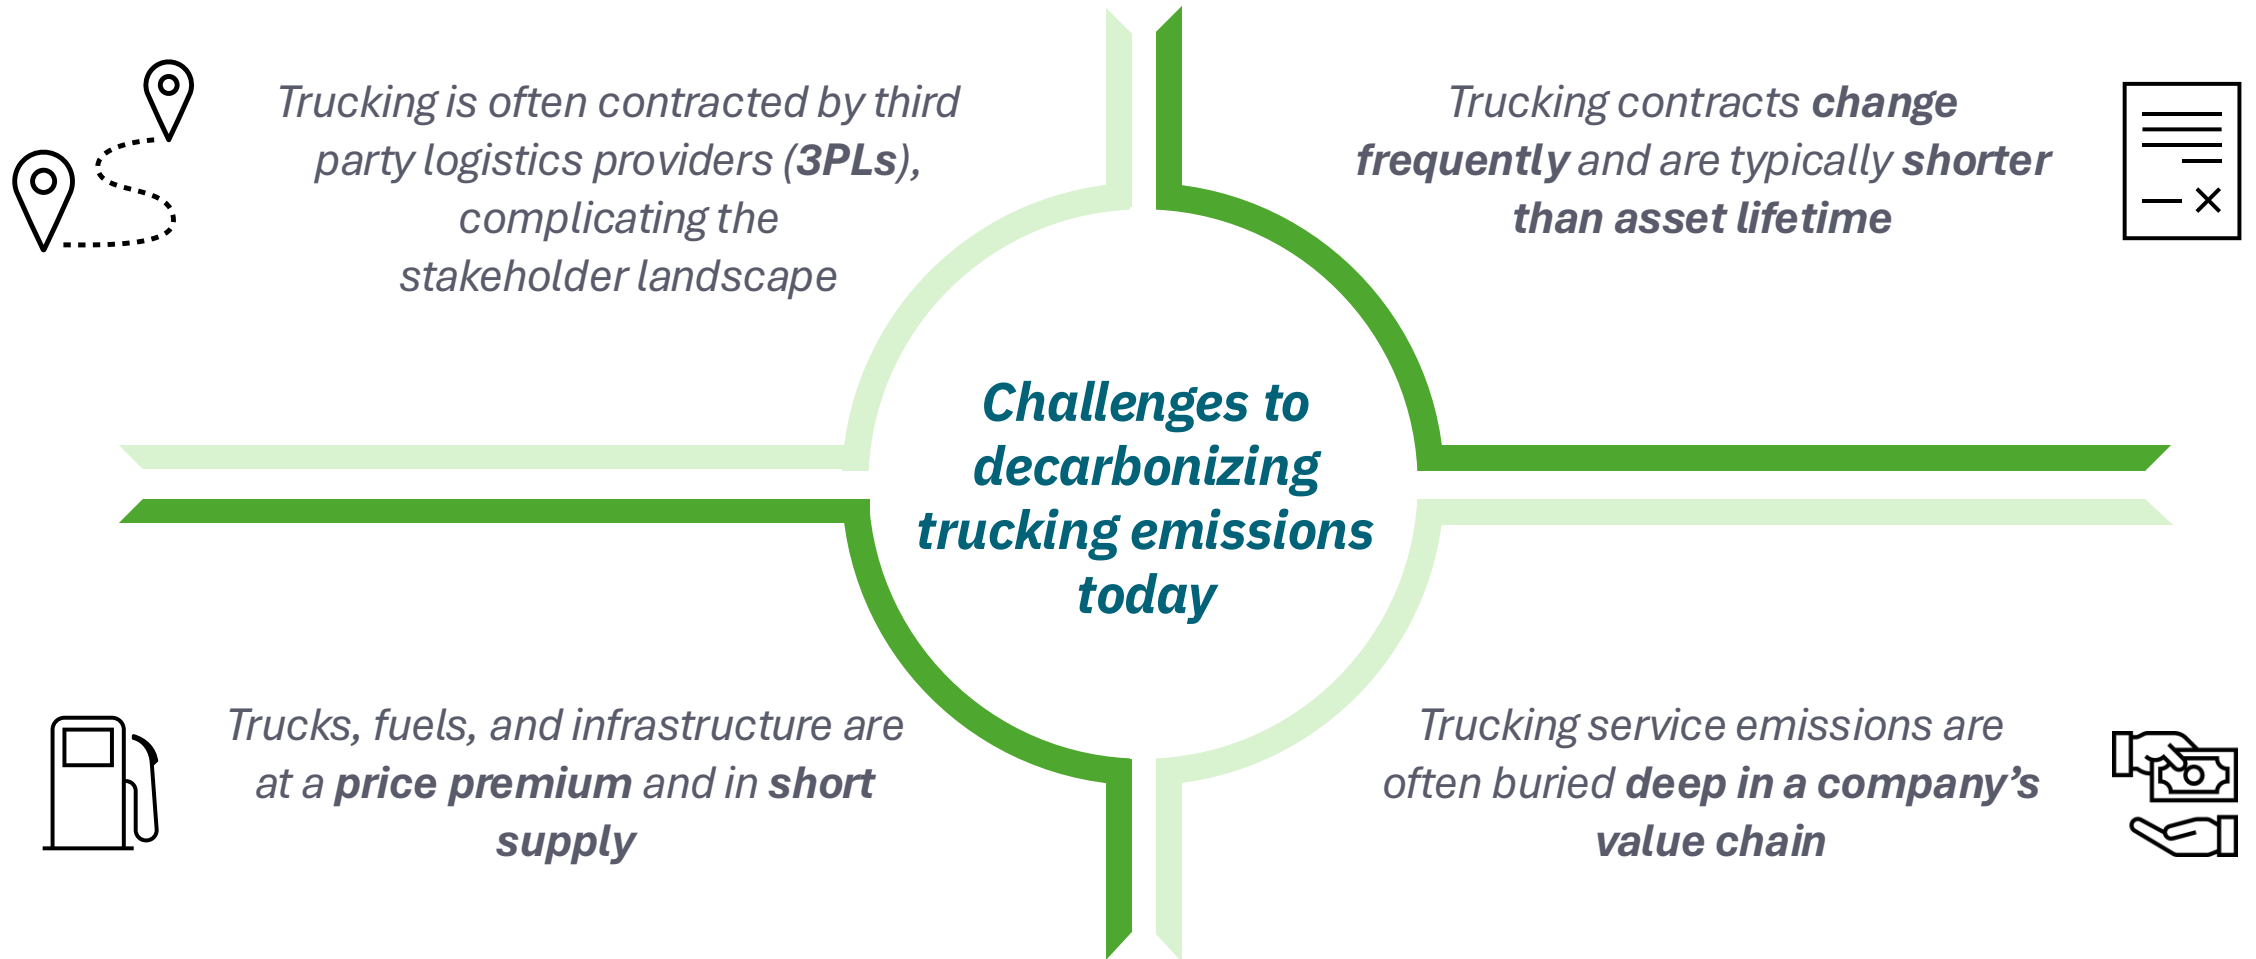 Trucking is often contracted by third
party logistics providers (3PLs),
complicating the
stakeholder landscape
Trucking contracts change
frequently and are typically shorter
than asset lifetime
Challenges to
decarbonizing
trucking emissions
today
Trucks, fuels, and infrastructure are
at a price premium and in short
supply
Trucking service emissions are
often buried deep in a company’s
value chain